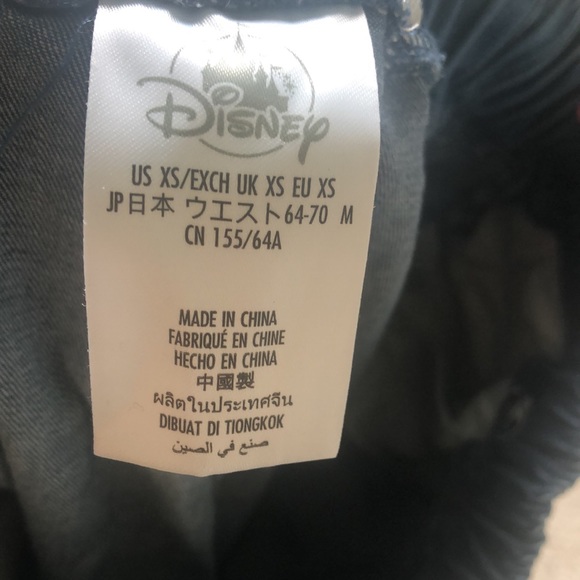 Disney
US XS/EXCH UK XS EU XS
JP日本 ウエスト64-70 M
CN 155/64A
MADE IN CHINA
FABRIQUÉ EN CHINE
HECHO EN CHINA
中國製
ผลิตในประเทศจีน
DIBUAT DI TIONGKOK
صنع في الصين